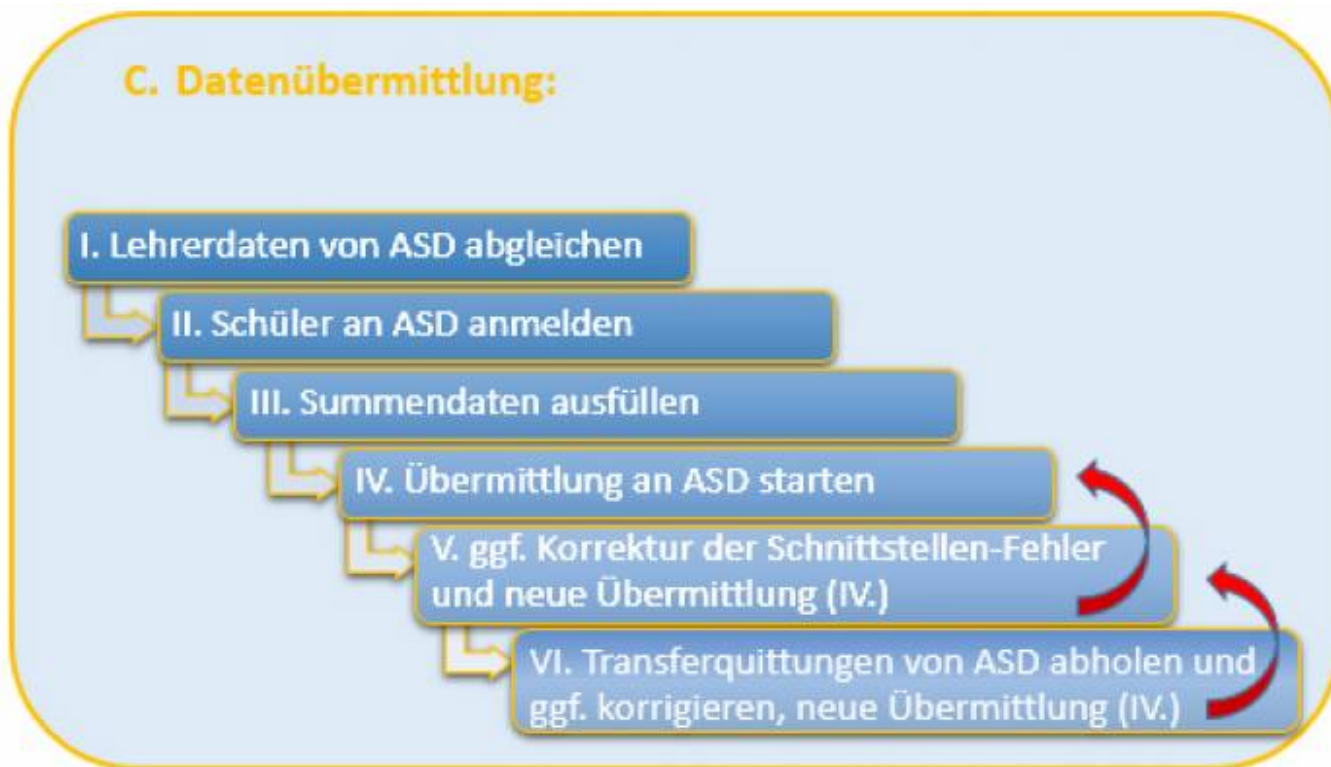 C. Datenübermittlung:
I. Lehrerdaten von ASD abgleichen
II. Schüler an ASD anmelden
III. Summendaten ausfüllen
IV. Übermittlung an ASD starten
V. ggf. Korrektur der Schnittstellen-Fehler
und neue Übermittlung (IV.)
VI. Transferquittungen von ASD abholen und
ggf. korrigieren, neue Übermittlung (IV.)